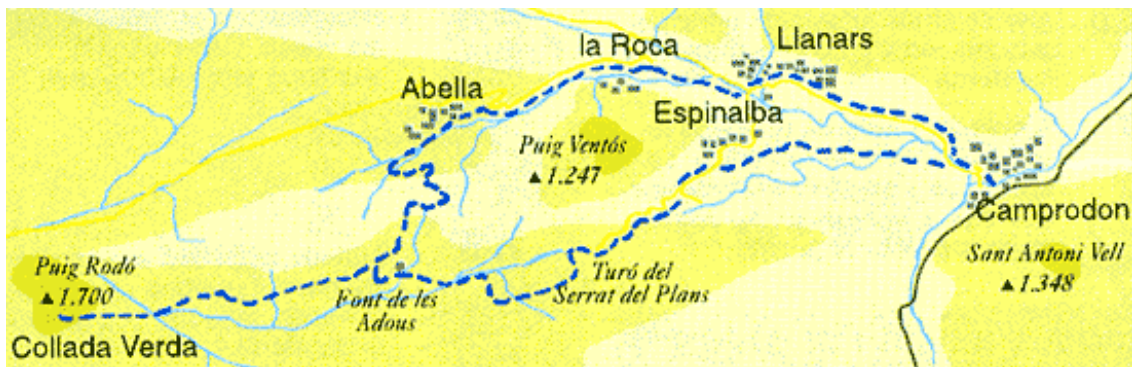 Llanars
la Roca
Abella
Espinalba
Puig Ventós
▲ 1.247
Camprodon
Sant Antoni Vell
▲ 1.348
Puig Rodó
▲ 1.700
Turó del
Serrat del Plans
Font de les
Adous
Collada Verda